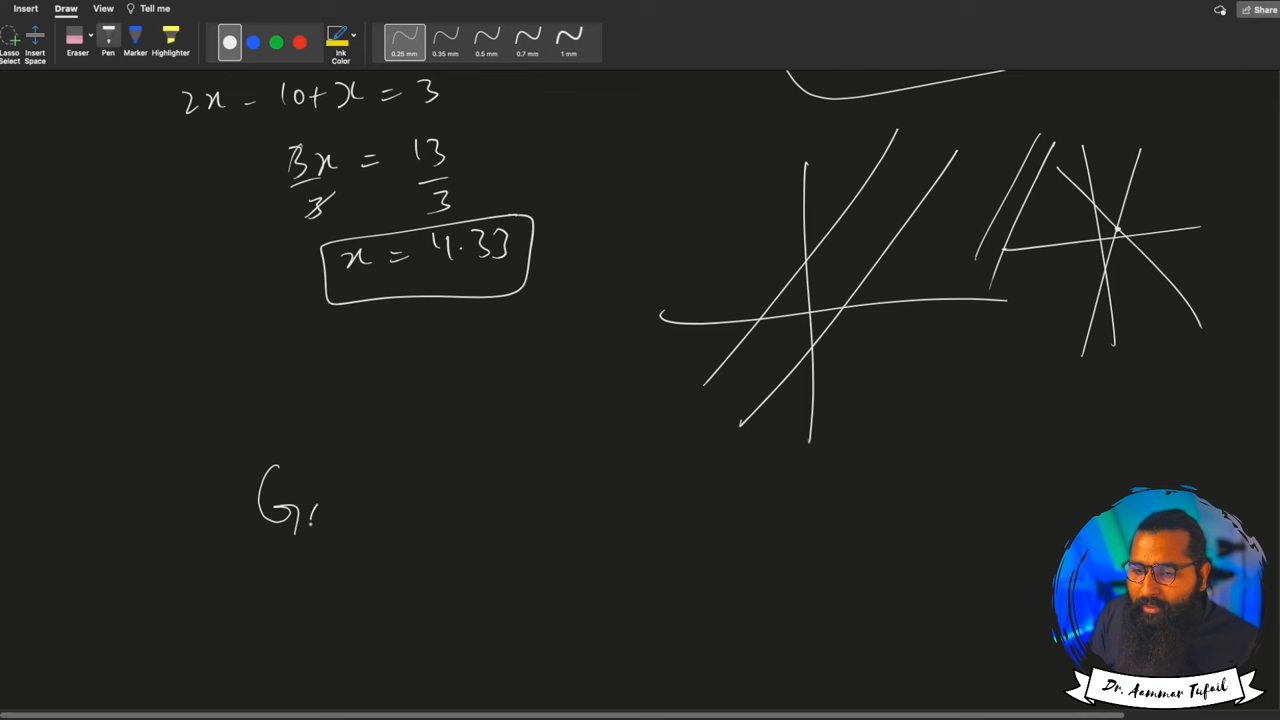 Insert Draw View Tell me
Share
Lasso Select
Insert Space
Eraser
Pen
Marker
Highlighter
Ink Color
0.25 mm
0.35 mm
0.5 mm
0.7 mm
1 mm
2x - 10 + x = 3
3x = 13
3 3
x = 4.33
G
Dr. Aammar Tufail